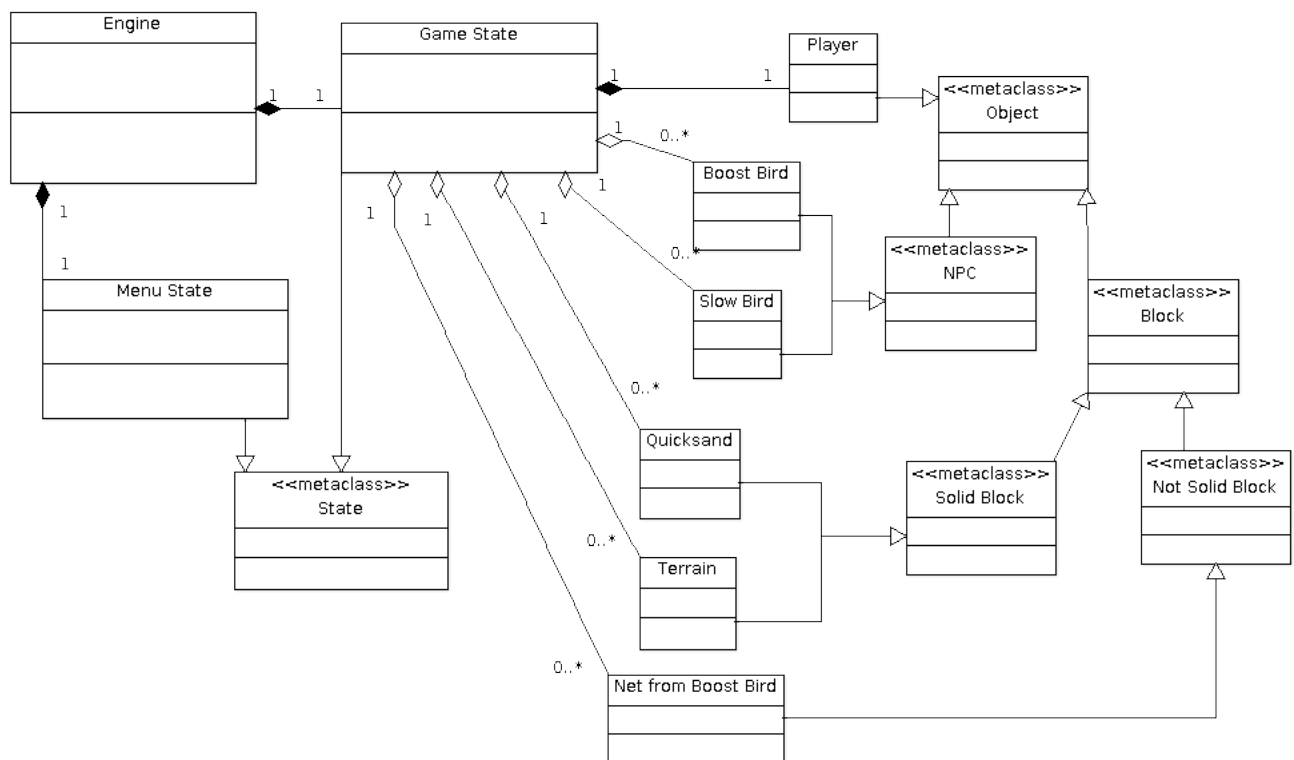 Engine
Game State
Player
<<metaclass>>
Object
1
1
1
1
1
0..*
Boost Bird
1
1
1
1
1
0..*
<<metaclass>>
NPC
1
Menu State
Slow Bird
<<metaclass>>
Block
0..*
Quicksand
<<metaclass>>
Solid Block
<<metaclass>>
Not Solid Block
<<metaclass>>
State
0..*
Terrain
0..*
Net from Boost Bird